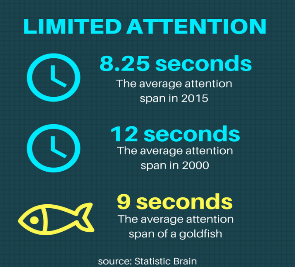 LIMITED ATTENTION
8.25 seconds
The average attention
span in 2015
12 seconds
The average attention
span in 2000
9 seconds
The average attention
span of a goldfish
source: Statistic Brain